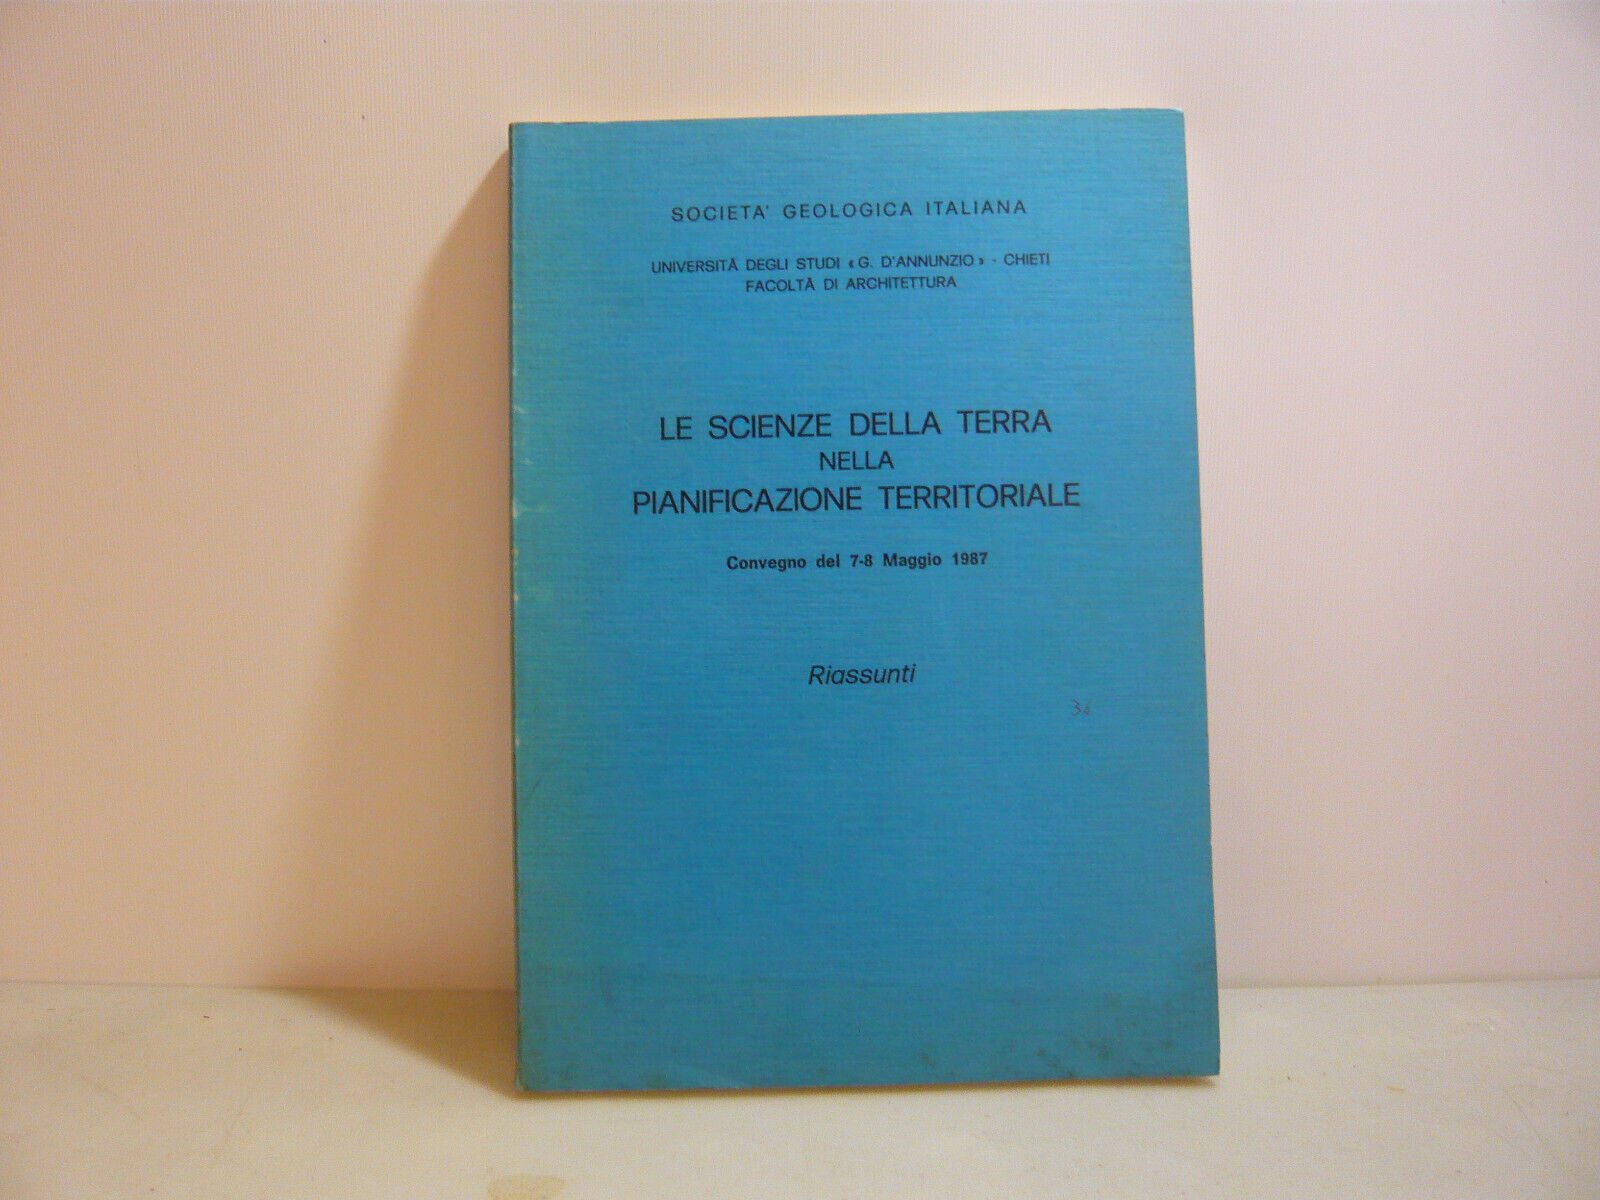 SOCIETA' GEOLOGICA ITALIANA
UNIVERSITÀ DEGLI STUDI « G. D'ANNUNZIO » - CHIETI
FACOLTÀ DI ARCHITETTURA
LE SCIENZE DELLA TERRA
NELLA
PIANIFICAZIONE TERRITORIALE
Convegno del 7-8 Maggio 1987
Riassunti